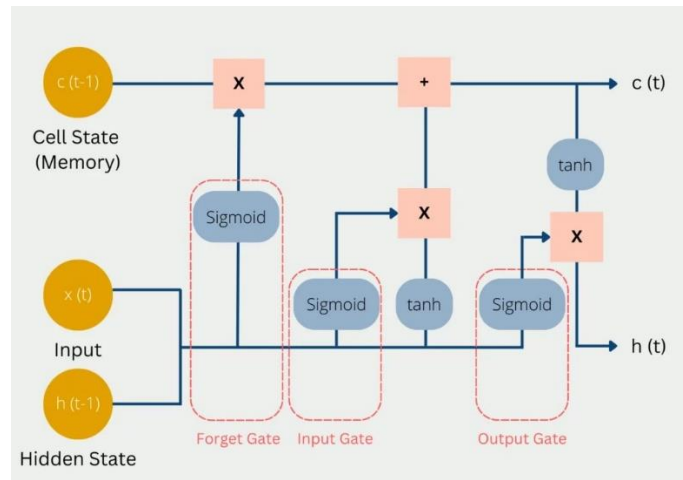 c (t-1)
X
+
c (t)
Cell State
(Memory)
tanh
Sigmoid
X
X
x (t)
Sigmoid
tanh
Sigmoid
Input
h (t)
h (t-1)
Forget Gate
Input Gate
Output Gate
Hidden State